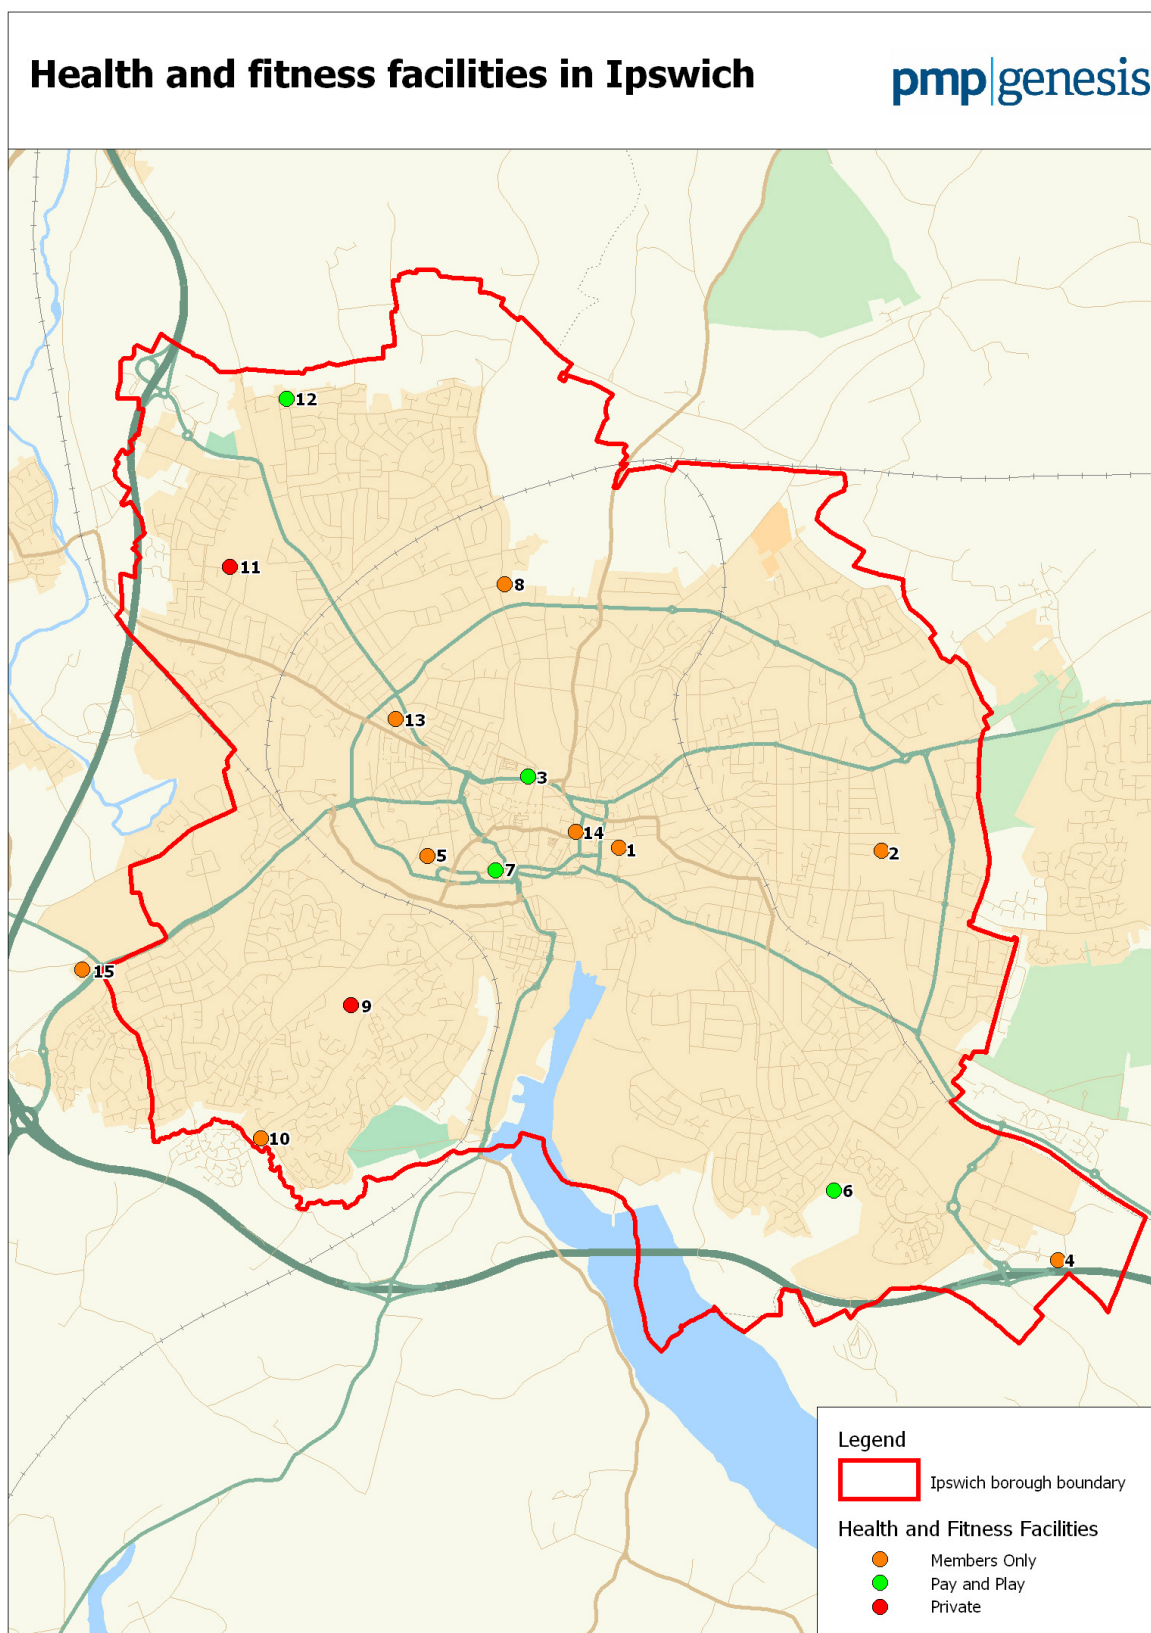 Health and fitness facilities in Ipswich
pmp|genesis
12
11
8
13
3
14
1
2
5
7
15
9
10
6
4
Legend
Ipswich borough boundary
Health and Fitness Facilities
Members Only
Pay and Play
Private